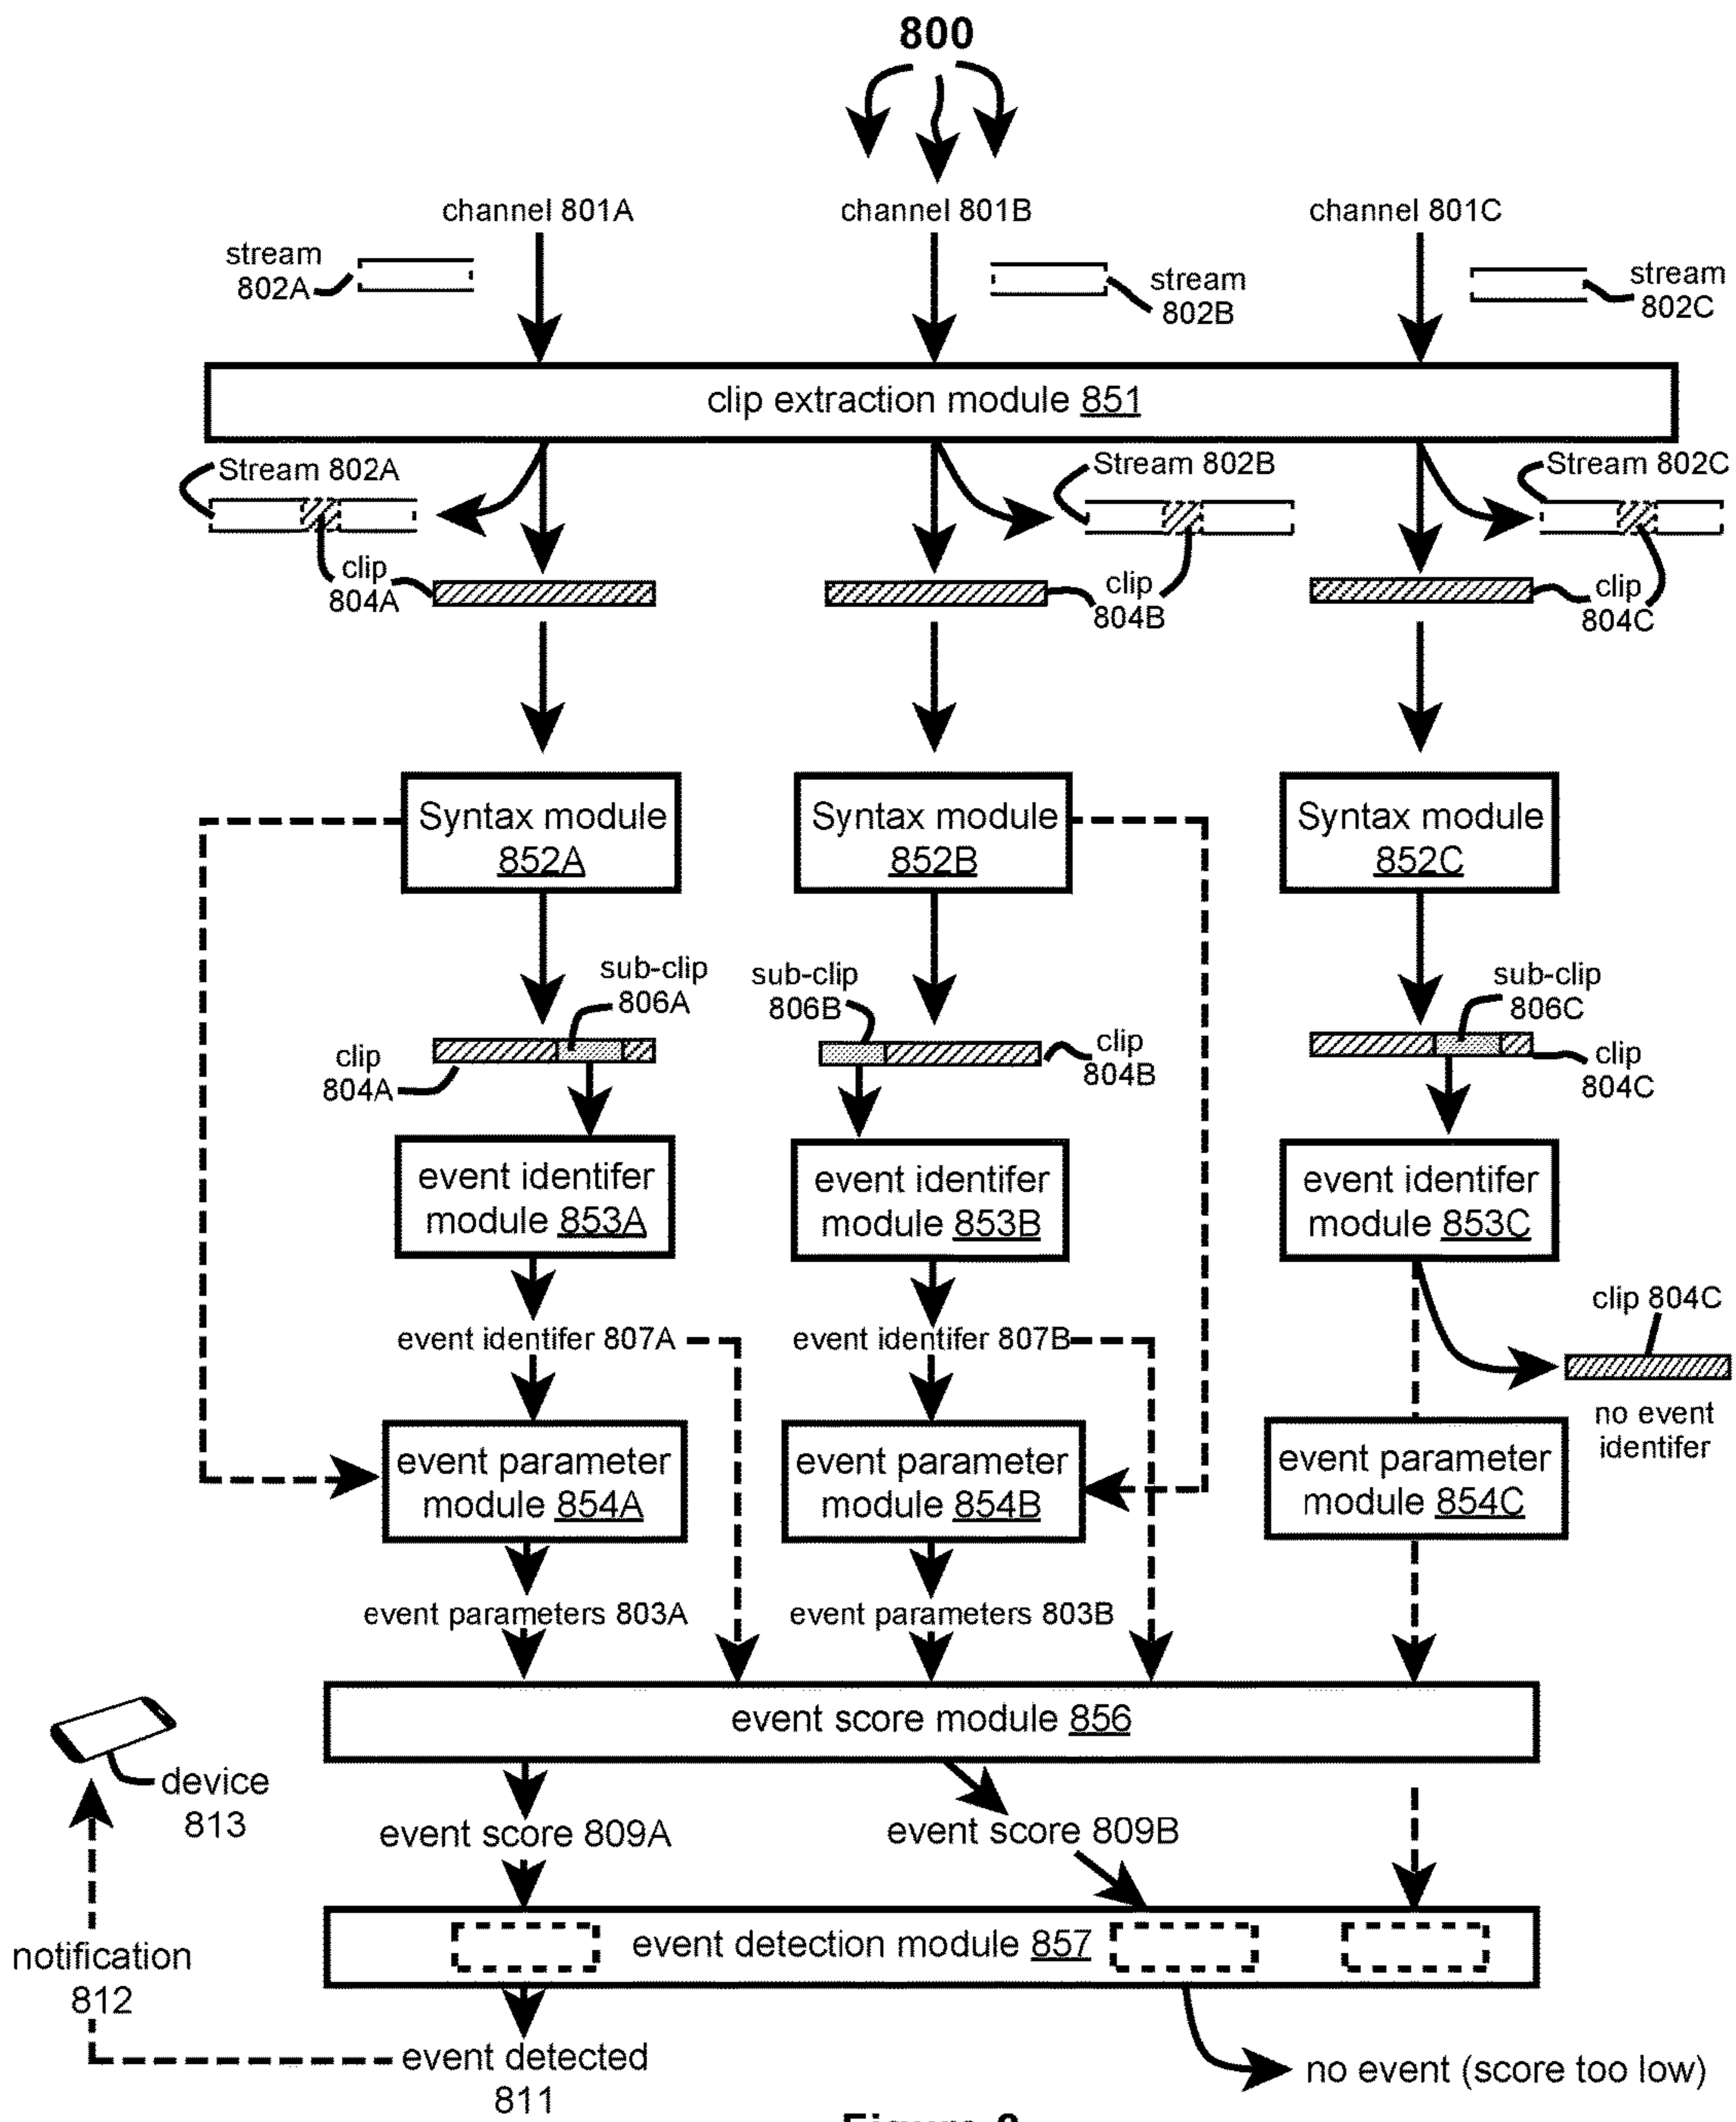 800
channel 801A
channel 801B
channel 801C
stream
802A
stream
802B
stream
802C
clip extraction module 851
Stream 802A
Stream 802B
Stream 802C
clip
804A
clip
804B
clip
804C
Syntax module
852A
Syntax module
852B
Syntax module
852C
sub-clip
806A
sub-clip
806B
sub-clip
806C
clip
804A
clip
804B
clip
804C
event identifer
module 853A
event identifer
module 853B
event identifer
module 853C
clip 804C
event identifer 807A
event identifer 807B
no event
identifer
event parameter
module 854A
event parameter
module 854B
event parameter
module 854C
event parameters 803A
event parameters 803B
event score module 856
device
813
event score 809A
event score 809B
event detection module 857
notification
812
event detected
811
no event (score too low)
Figure 8